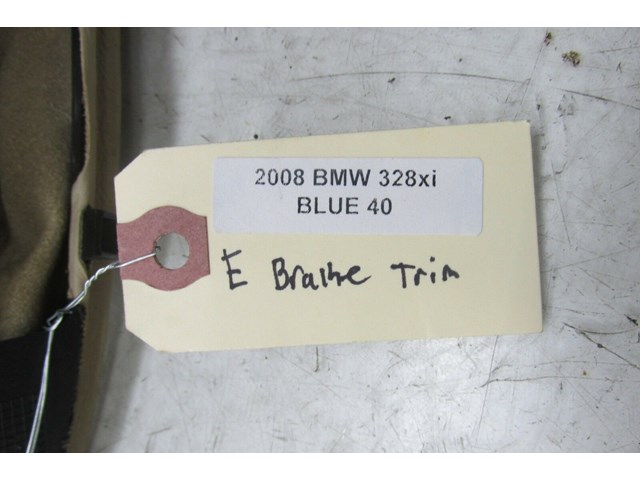 2008 BMW 328xi
BLUE 40
E Brake Trim